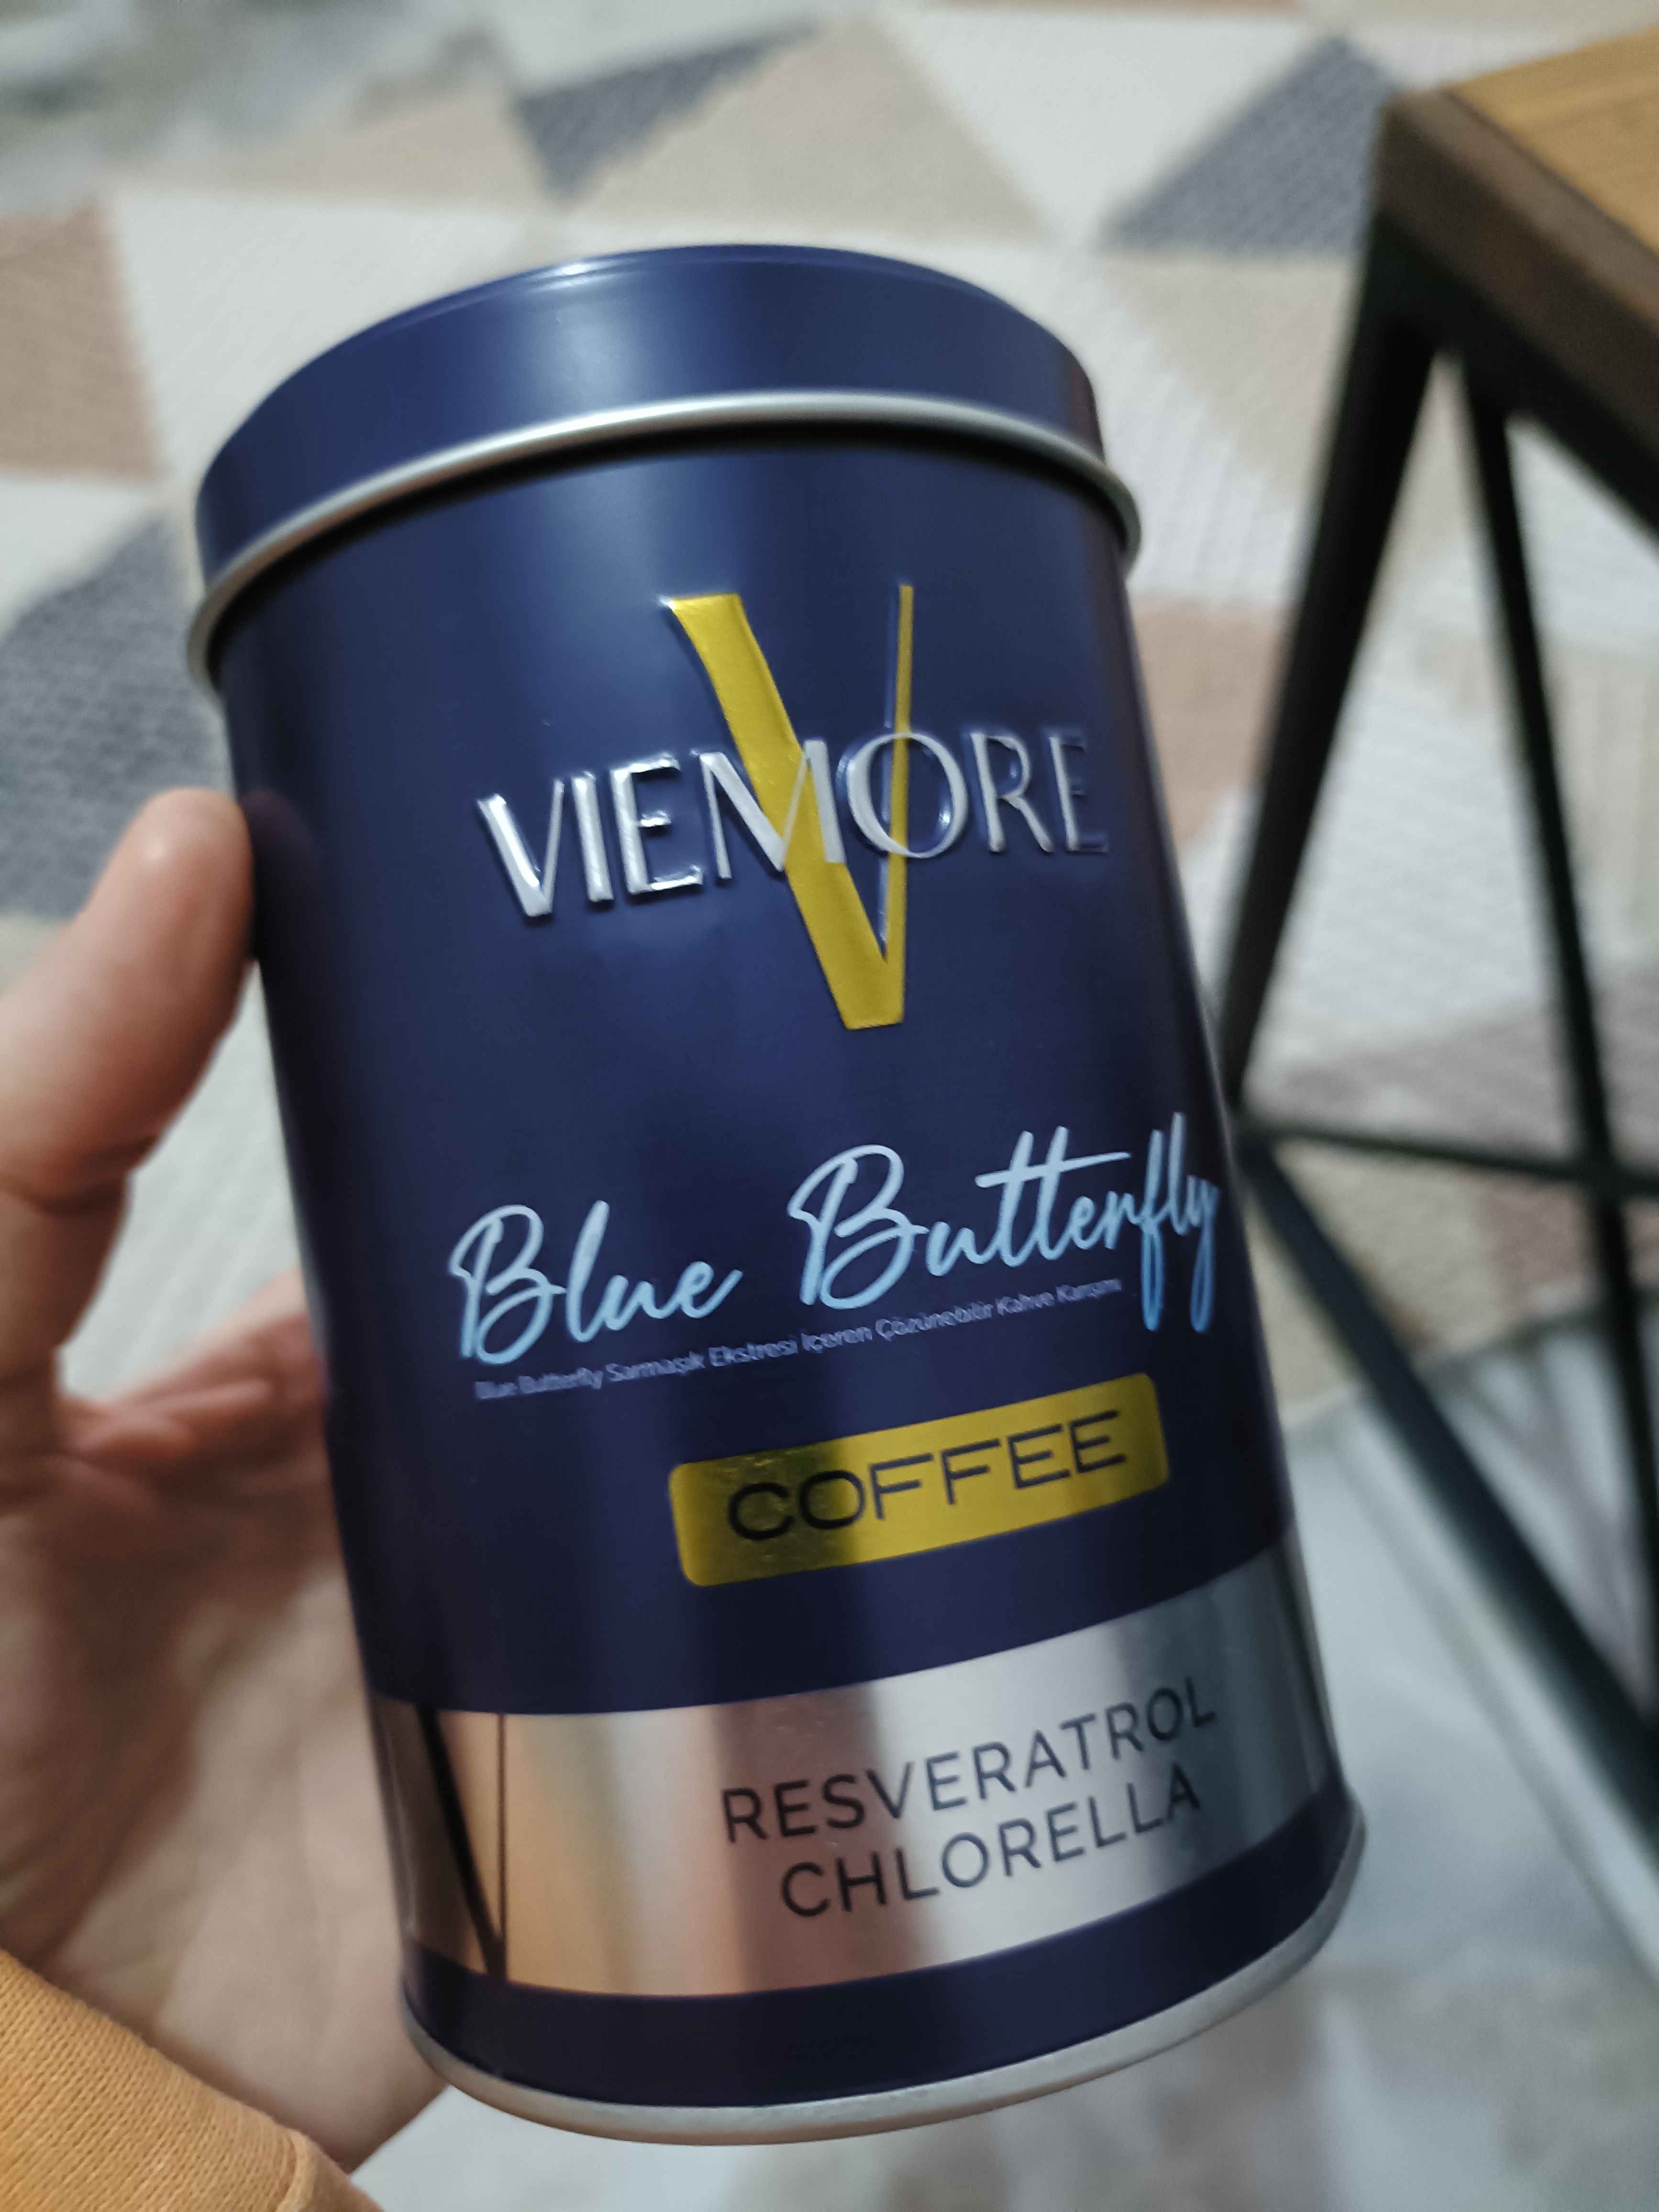 VIEMORE
Blue Butterfly
Blue Butterfly Sarmaşık Ekstresi İçeren Çözünebilir Kahve Karışımı
COFFEE
RESVERATROL
CHLORELLA